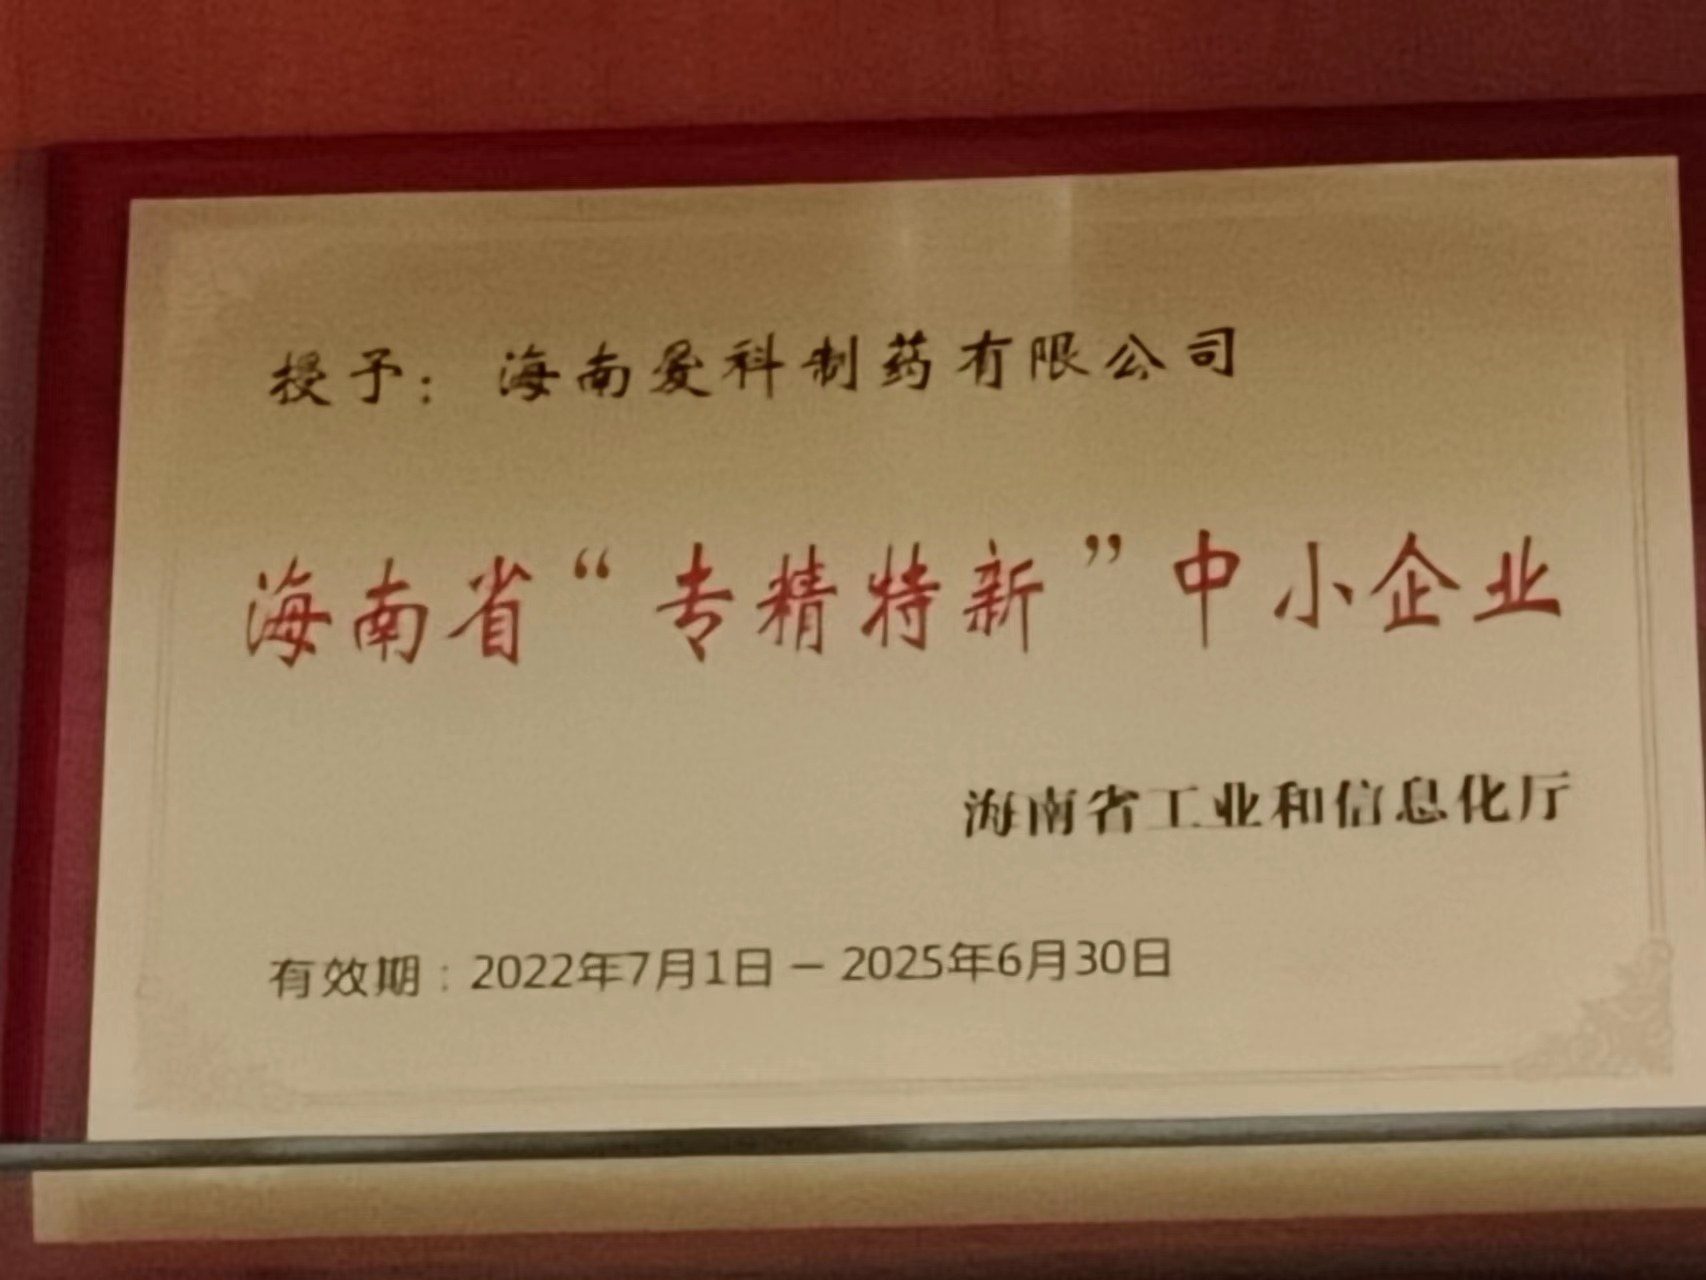 授予：海南爱科制药有限公司
海南省“专精特新”中小企业
海南省工业和信息化厅
有效期：2022年7月1日－2025年6月30日